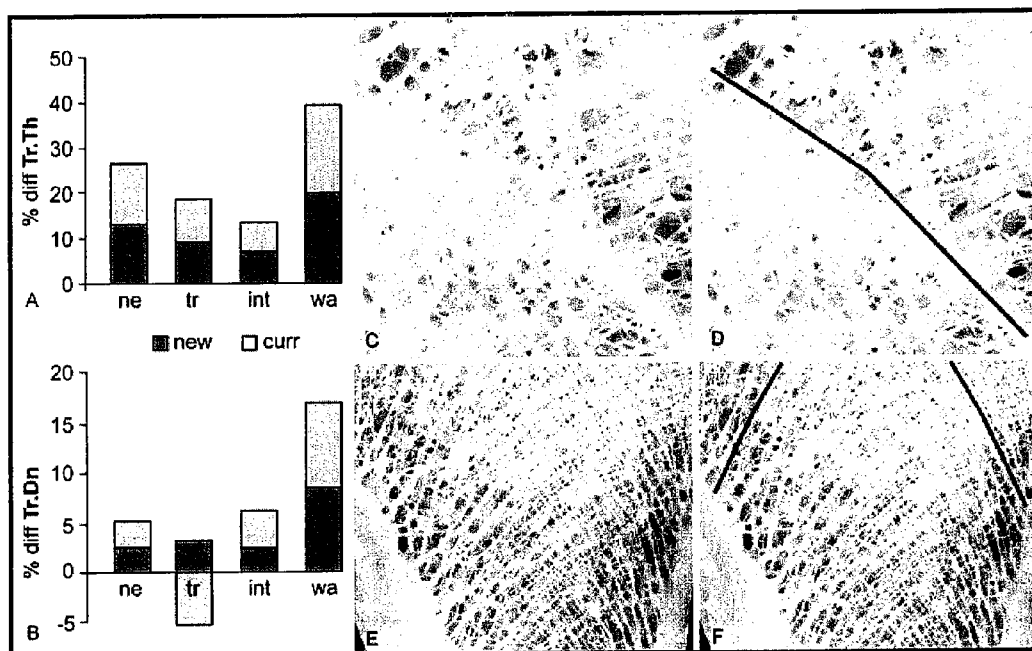 50
40
30
20
10
0
% diff Tr.Th
A
ne tr int wa
new curr
20
15
10
5
0
-5
% diff Tr.Dn
ne tr int wa
B
C
D
E
F